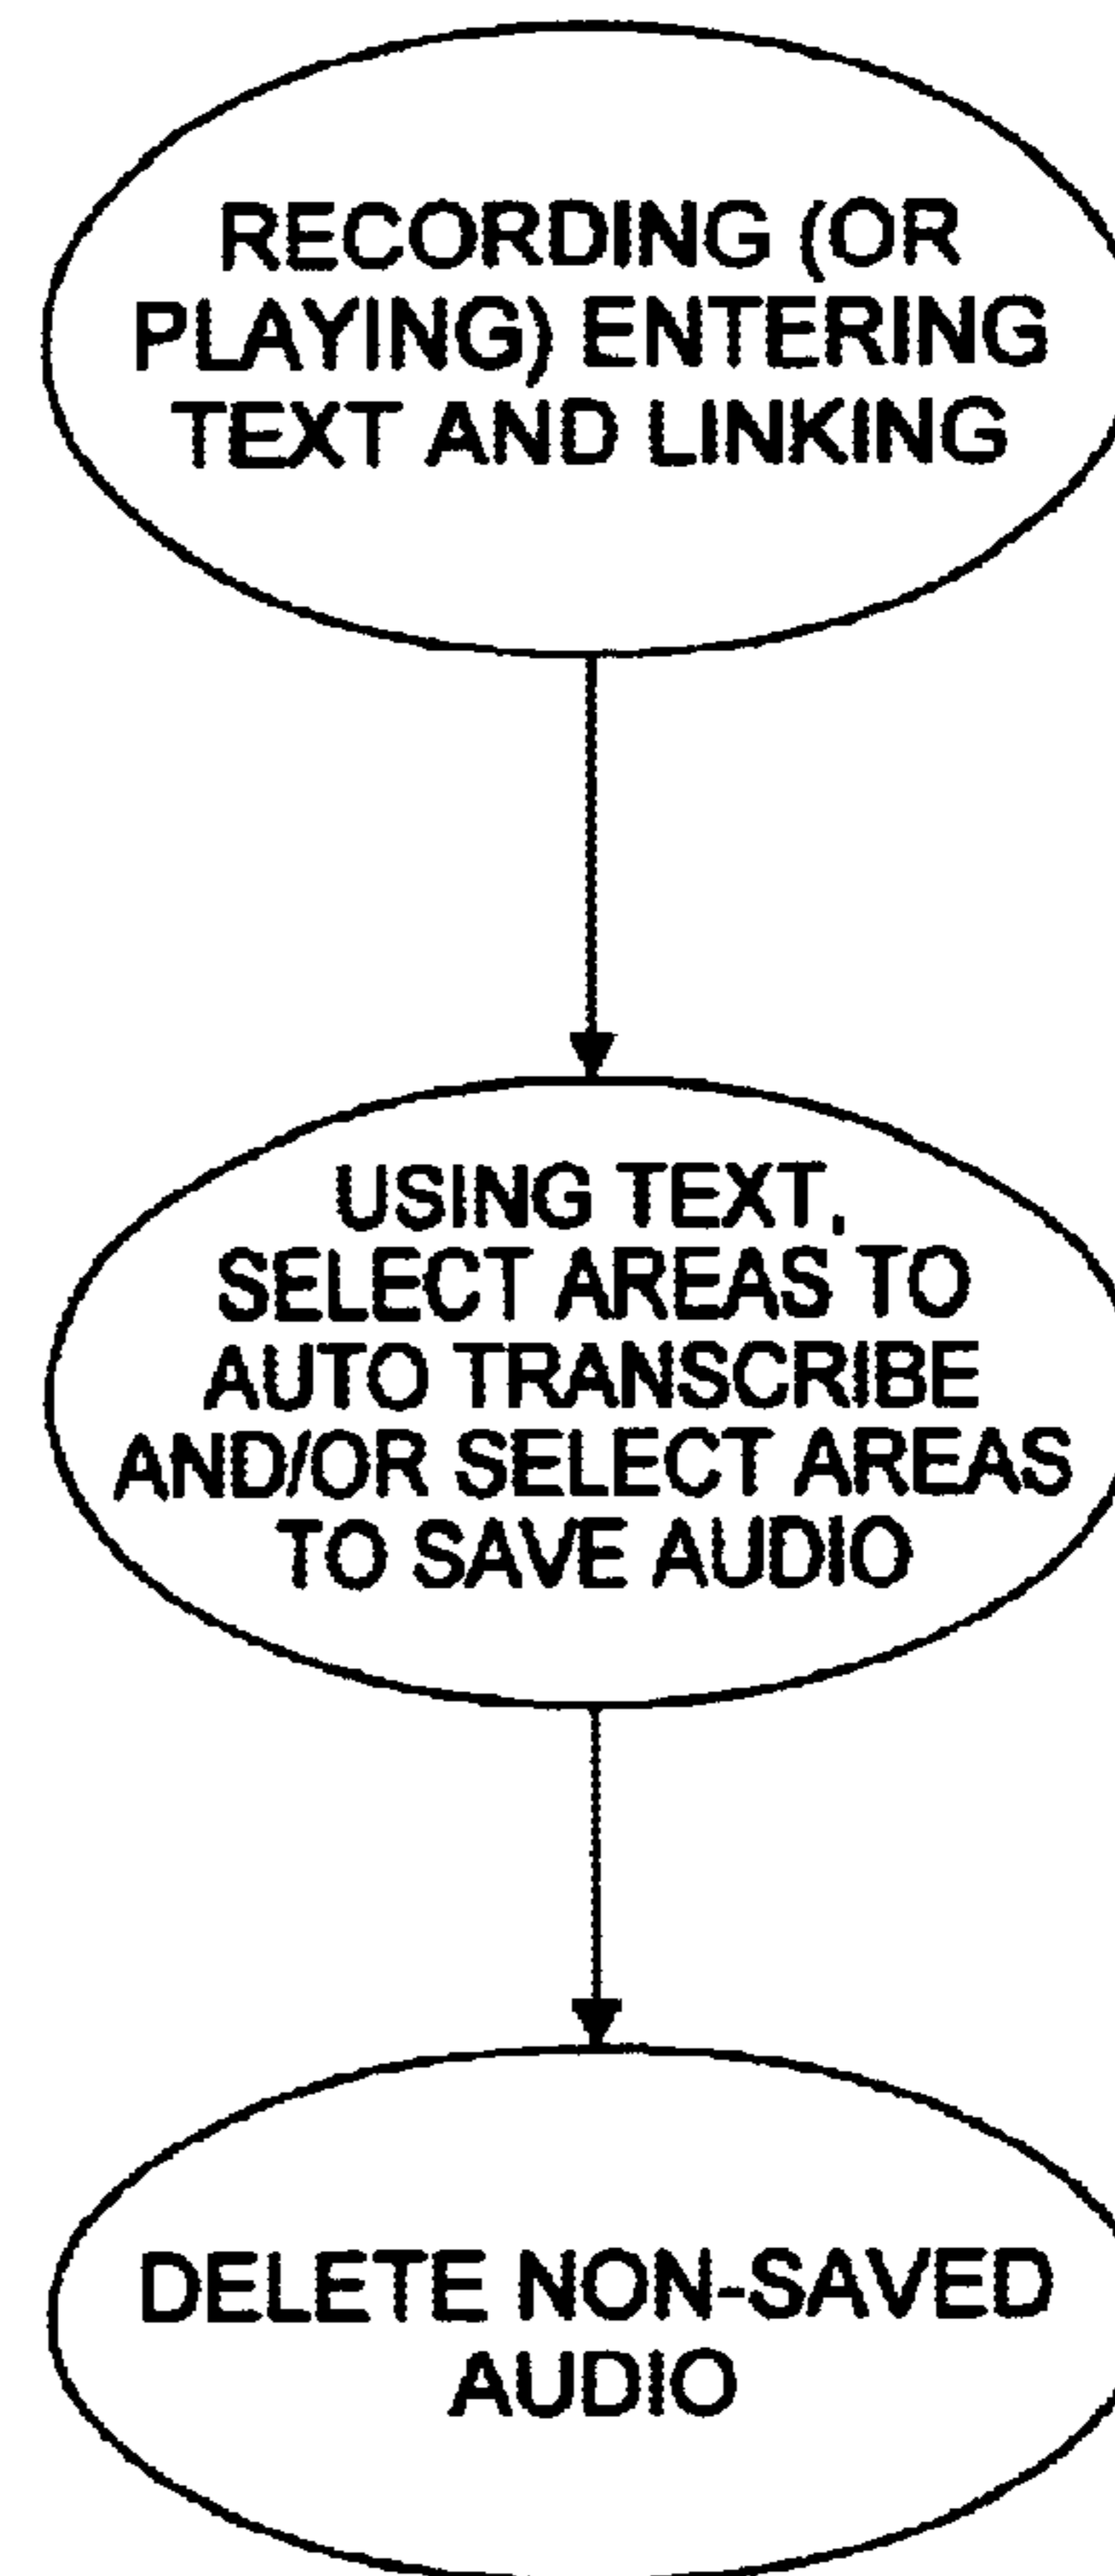 RECORDING (OR
PLAYING) ENTERING
TEXT AND LINKING
USING TEXT,
SELECT AREAS TO
AUTO TRANSCRIBE
AND/OR SELECT AREAS
TO SAVE AUDIO
DELETE NON-SAVED
AUDIO